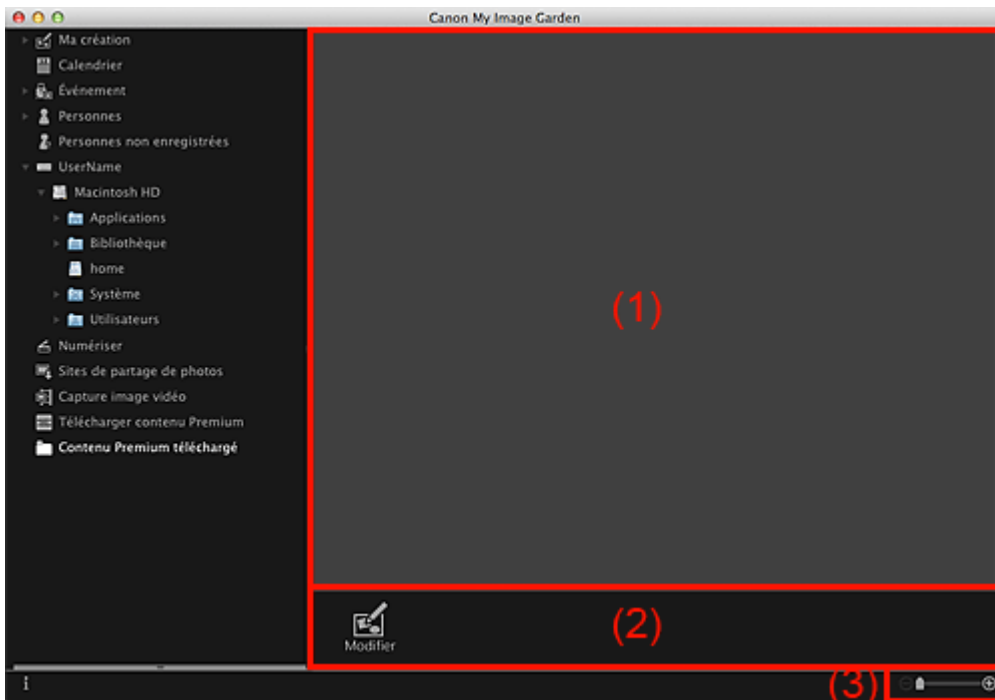 Canon My Image Garden
Ma création
Calendrier
Événement
Personnes
Personnes non enregistrées
UserName
Macintosh HD
Applications
Bibliothèque
home
Système
Utilisateurs
Numériser
Sites de partage de photos
Capture image vidéo
Télécharger contenu Premium
Contenu Premium téléchargé
(1)
(2)
Modifier
(3)